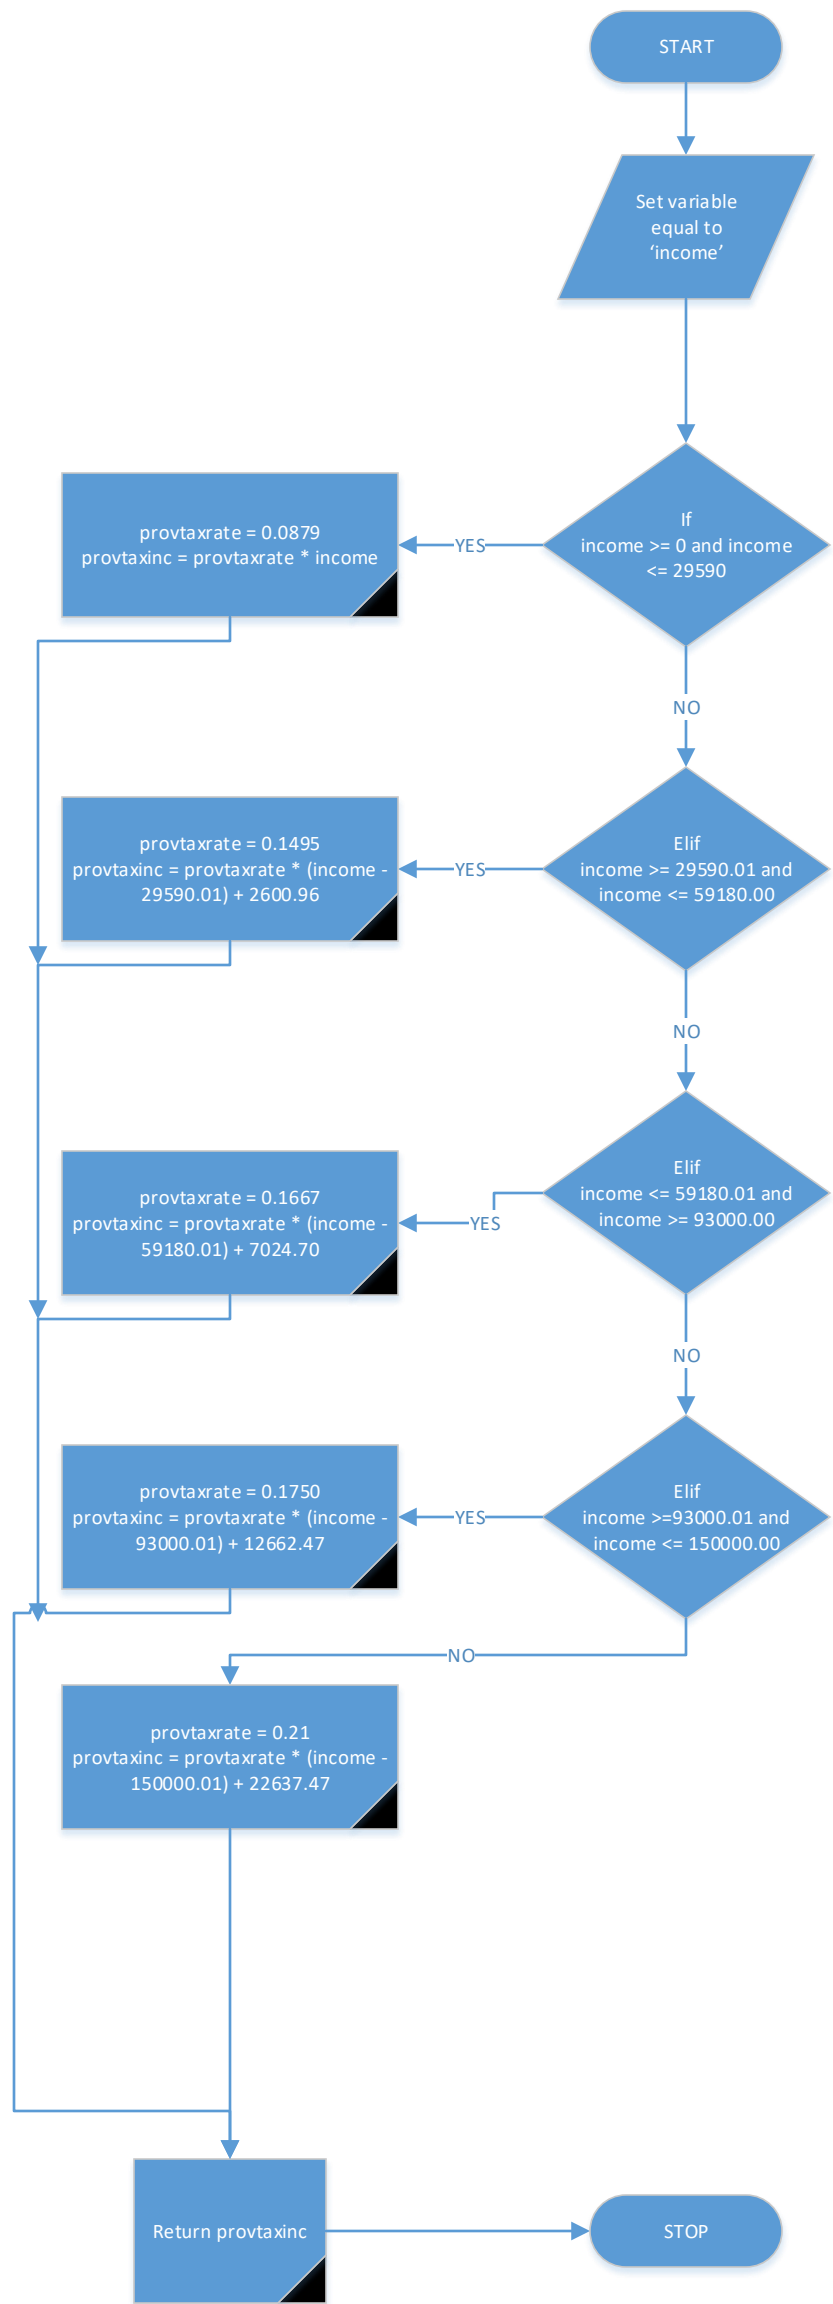 START
Set variable
equal to
‘income’
If
income >= 0 and income
<= 29590
YES
provtaxrate = 0.0879
provtaxinc = provtaxrate * income
NO
Elif
income >= 29590.01 and
income <= 59180.00
YES
provtaxrate = 0.1495
provtaxinc = provtaxrate * (income -
29590.01) + 2600.96
NO
Elif
income <= 59180.01 and
income >= 93000.00
YES
provtaxrate = 0.1667
provtaxinc = provtaxrate * (income -
59180.01) + 7024.70
NO
Elif
income >=93000.01 and
income <= 150000.00
YES
provtaxrate = 0.1750
provtaxinc = provtaxrate * (income -
93000.01) + 12662.47
NO
provtaxrate = 0.21
provtaxinc = provtaxrate * (income -
150000.01) + 22637.47
Return provtaxinc
STOP